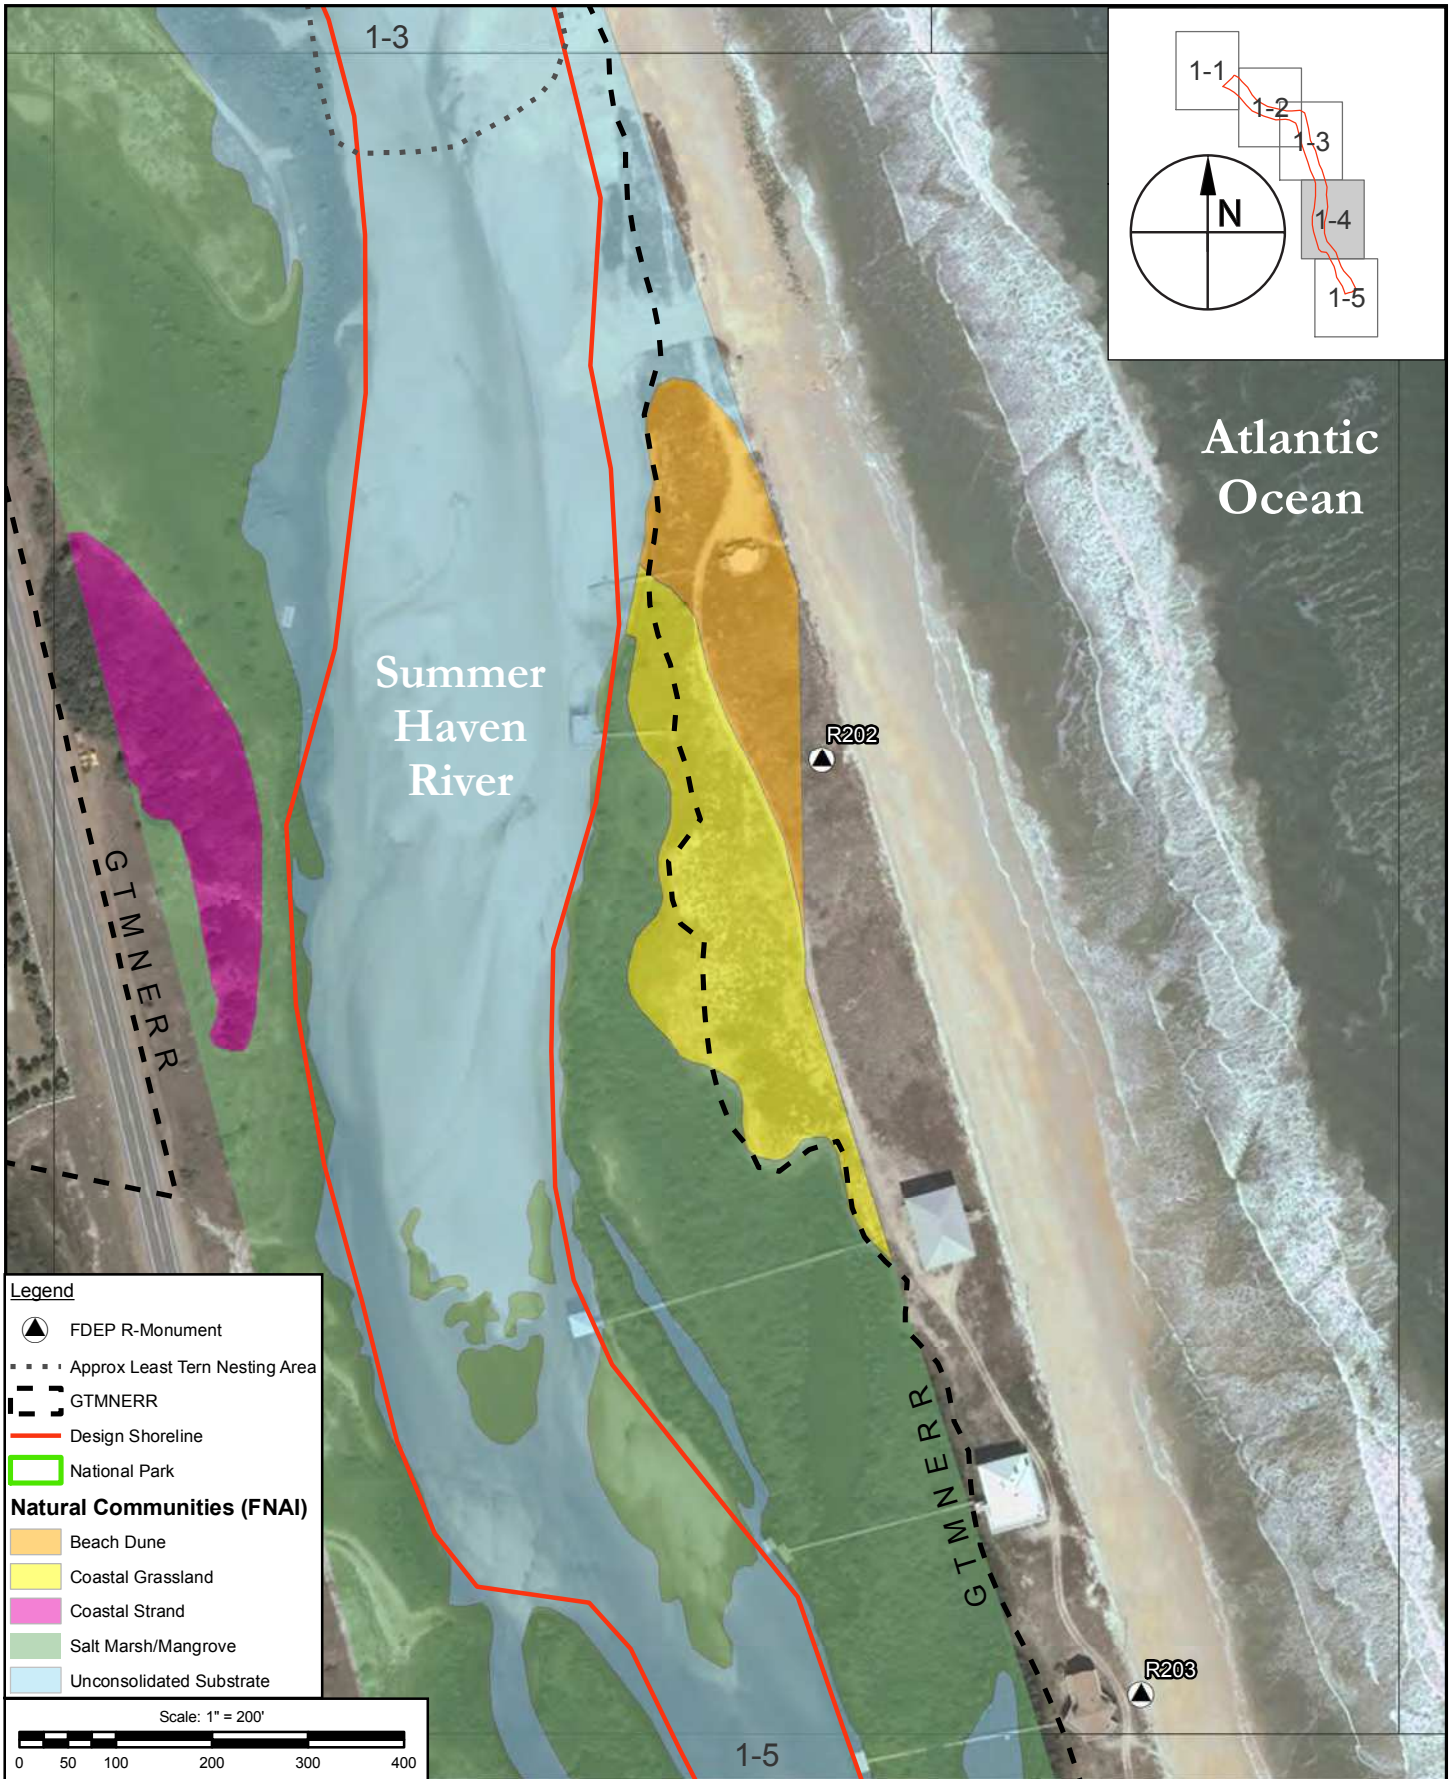 1-3
1-1
1-2
1-3
N
1-4
1-5
Atlantic
Ocean
Summer
Haven
River
R202
GTMNERR
GTMNERR
R203
1-5
Legend
FDEP R-Monument
Approx Least Tern Nesting Area
GTMNERR
Design Shoreline
National Park
Natural Communities (FNAI)
Beach Dune
Coastal Grassland
Coastal Strand
Salt Marsh/Mangrove
Unconsolidated Substrate
Scale: 1" = 200'
0 50 100 200 300 400